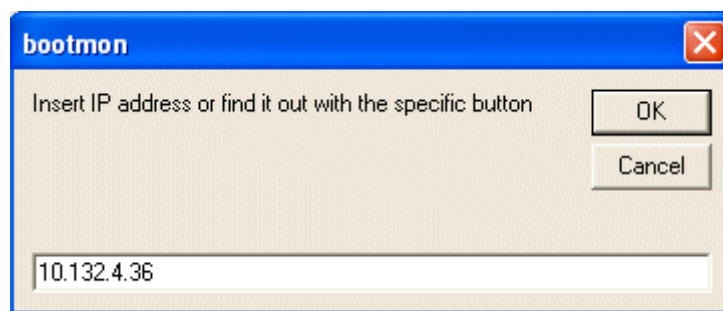 bootmon
Insert IP address or find it out with the specific button
OK
Cancel
10.132.4.36